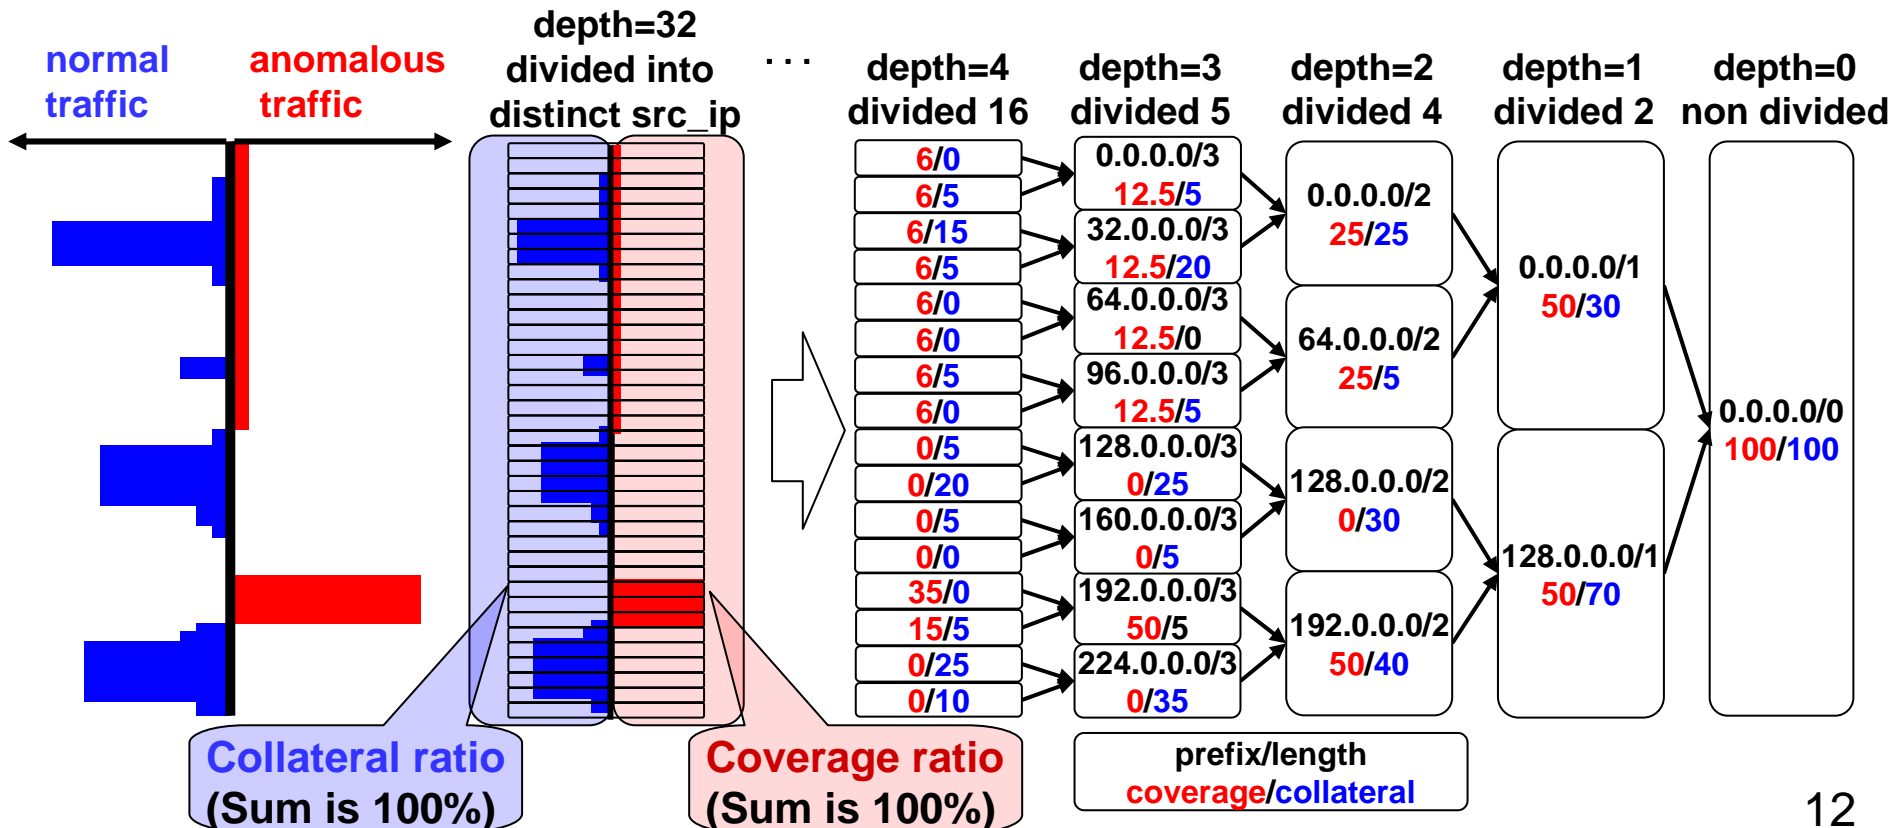 normal
traffic
anomalous
traffic
depth=32
divided into
distinct src_ip
...
depth=4
divided 16
depth=3
divided 5
depth=2
divided 4
depth=1
divided 2
depth=0
non divided
6/0
6/5
6/15
6/5
6/0
6/0
6/5
6/0
0/5
0/20
0/5
0/0
35/0
15/5
0/25
0/10
0.0.0.0/3
12.5/5
32.0.0.0/3
12.5/20
64.0.0.0/3
12.5/0
96.0.0.0/3
12.5/5
128.0.0.0/3
0/25
160.0.0.0/3
0/5
192.0.0.0/3
50/5
224.0.0.0/3
0/35
0.0.0.0/2
25/25
64.0.0.0/2
25/5
128.0.0.0/2
0/30
192.0.0.0/2
50/40
0.0.0.0/1
50/30
128.0.0.0/1
50/70
0.0.0.0/0
100/100
Collateral ratio
(Sum is 100%)
Coverage ratio
(Sum is 100%)
prefix/length
coverage/collateral
12